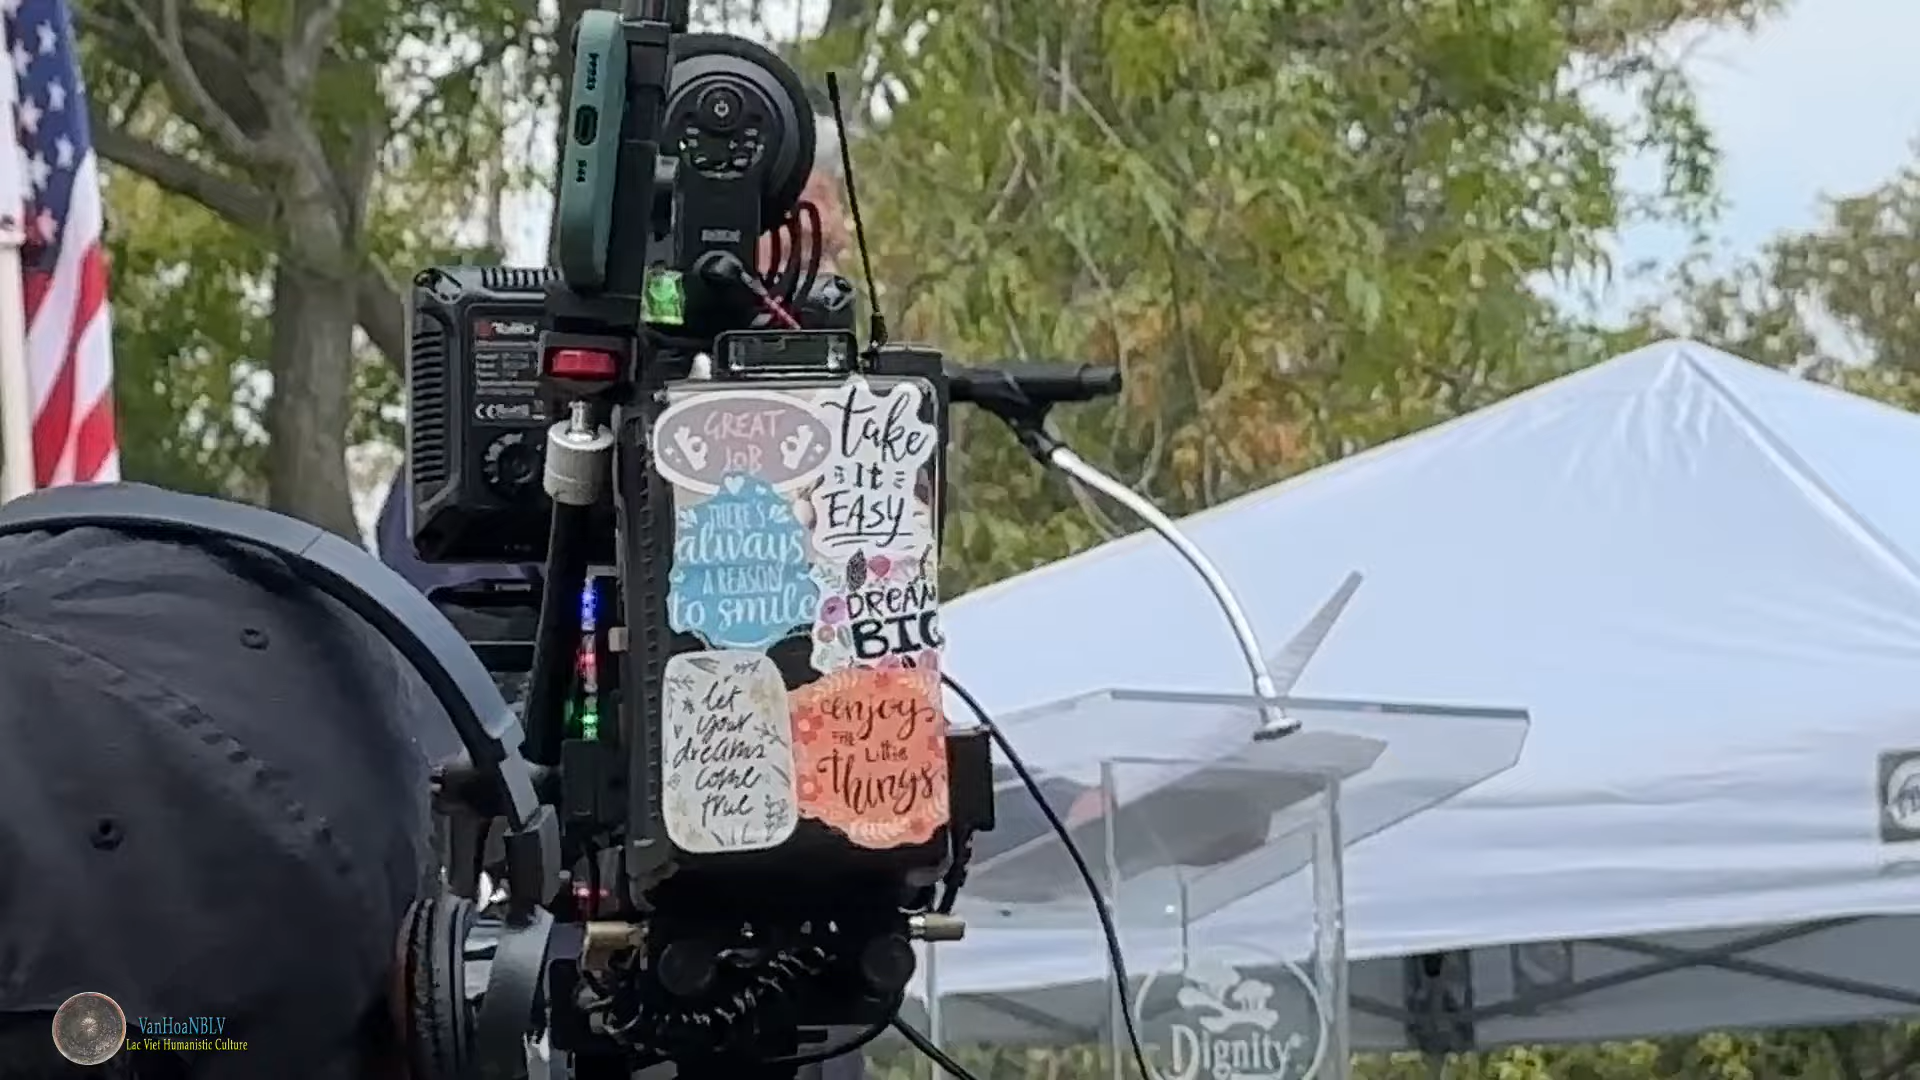 GREAT
JOB
take
It
EASY
THERE'S
always
A REASON
to smile
DREAM
BIG
let
your
dreams
come
true
enjoy
THE Little
things
Dignity
VanHoaNBLV
Lac Viet Humanistic Culture